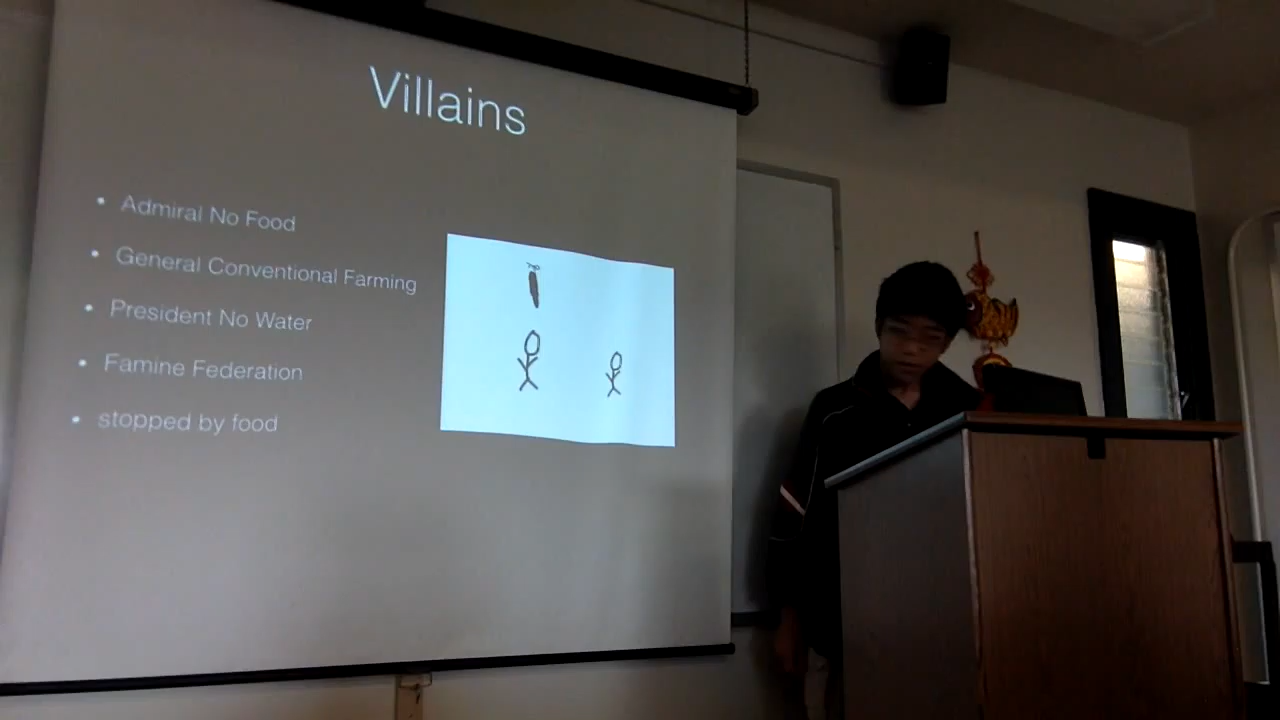 Villains
• Admiral No Food
• General Conventional Farming
• President No Water
• Famine Federation
• stopped by food